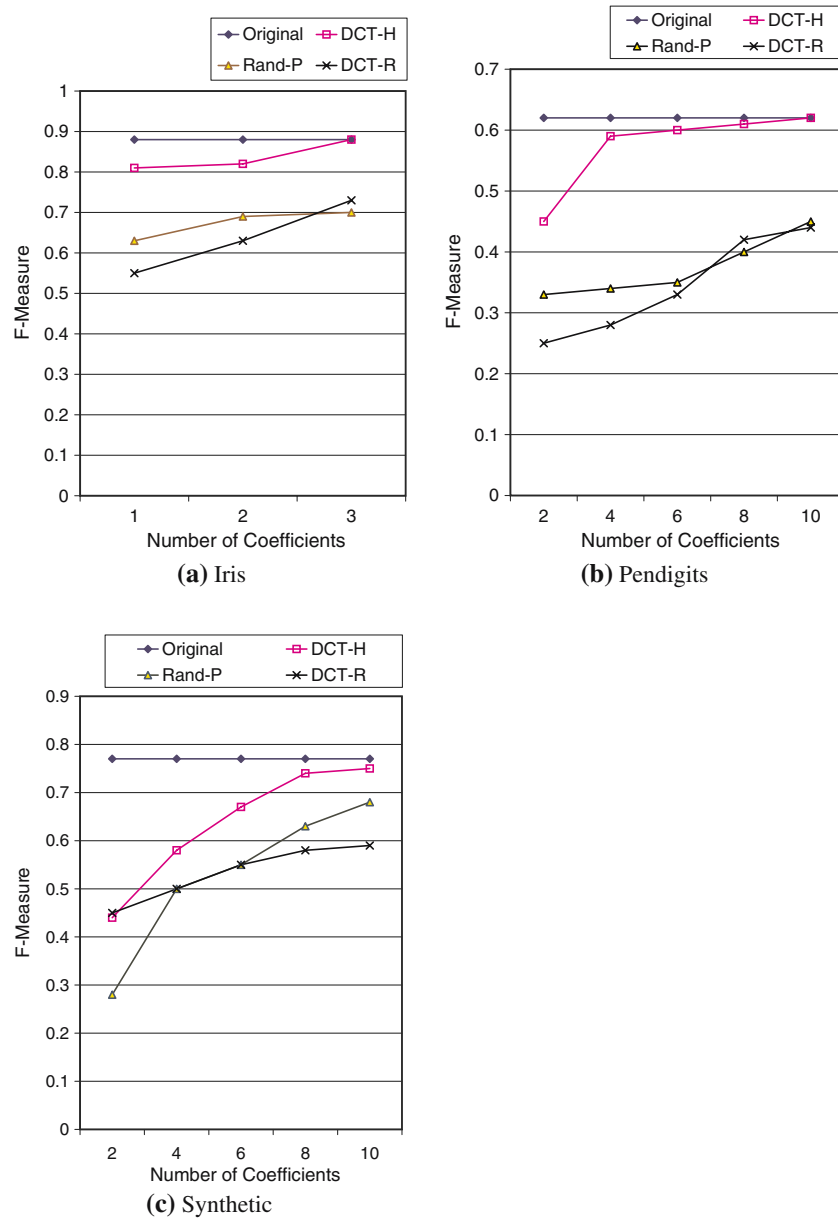 Original DCT-H
Rand-P DCT-R
1
0.9
0.8
0.7
0.6
0.5
0.4
0.3
0.2
0.1
0
F-Measure
1 2 3
Number of Coefficients
(a) Iris
Original DCT-H
Rand-P DCT-R
0.7
0.6
0.5
0.4
0.3
0.2
0.1
0
F-Measure
2 4 6 8 10
Number of Coefficients
(b) Pendigits
Original DCT-H
Rand-P DCT-R
0.9
0.8
0.7
0.6
0.5
0.4
0.3
0.2
0.1
0
F-Measure
2 4 6 8 10
Number of Coefficients
(c) Synthetic